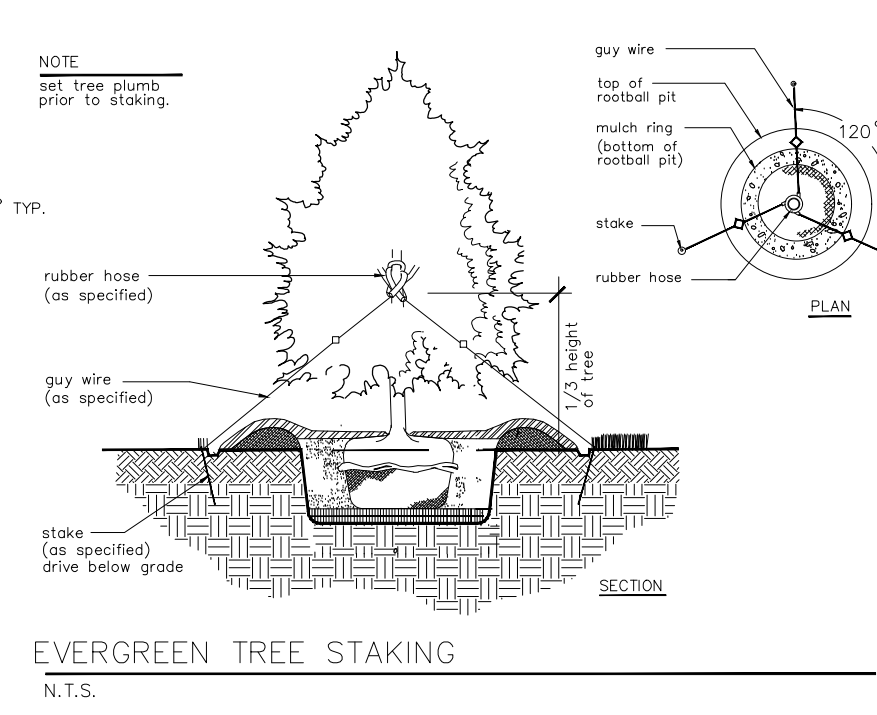 NOTE
set tree plumb
prior to staking.
° TYP.
rubber hose
(as specified)
guy wire
(as specified)
stake
(as specified)
drive below grade
1/3 height
of tree
SECTION
guy wire
top of
rootball pit
mulch ring
(bottom of
rootball pit)
stake
rubber hose
120°
PLAN
EVERGREEN TREE STAKING
N.T.S.